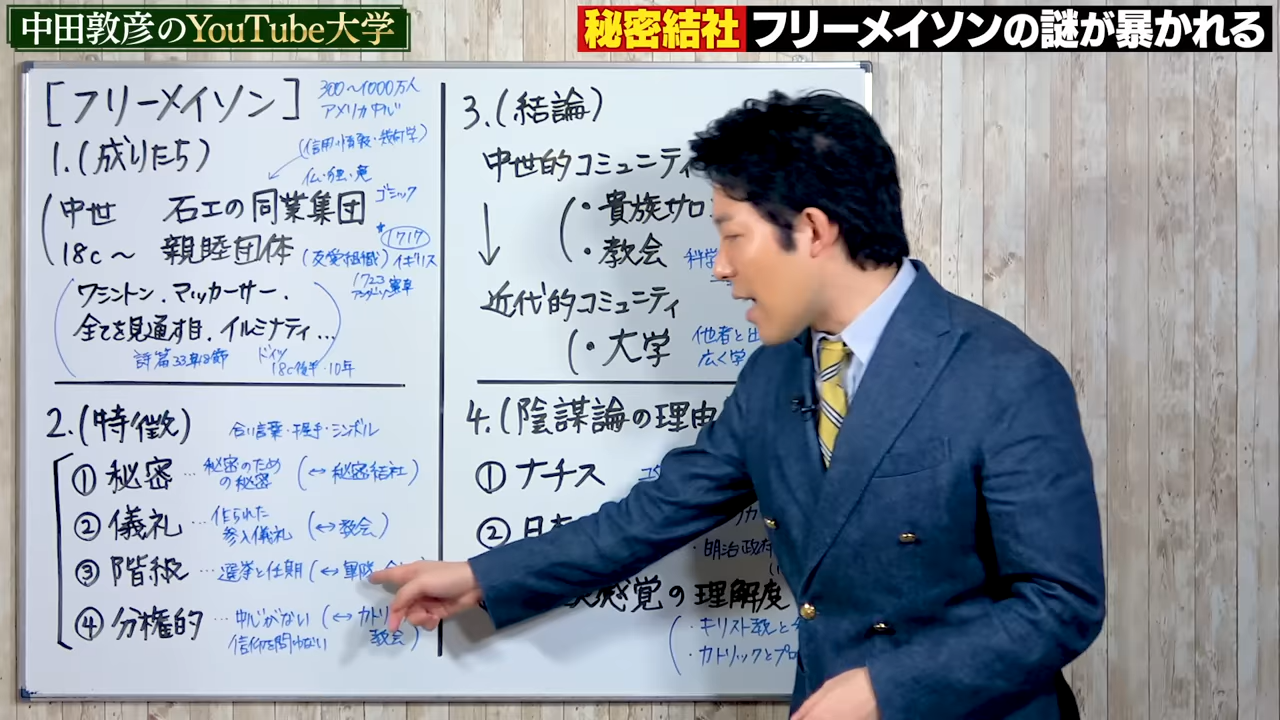 中田敦彦のYouTube大学
秘密結社 フリーメイソンの謎が暴かれる
[フリーメイソン]
300～1000万人
アメリカ中心
1.(成りたち)
(信用・情報・幾何学)
仏・独・竟
中世 石工の同業集団
ゴシック
18c～ 親睦団体 (友愛組織) イギリス
★1717
1723
アンダーソン憲章
ワシントン．マッカーサー．
全てを見通す目．イルミナティ…
詩篇33章18節
ドイツ
18c後半・10年
2.(特徴)
合い言葉・握手・シンボル
① 秘密 … 秘密のための秘密 (↔ 秘密結社)
② 儀礼 … 作られた参入儀礼 (↔ 教会)
③ 階級 … 選挙と任期 (↔ 軍隊
④ 分権的 … 中心がない (↔ カトリ
信仰を問わない
教会)
3.(結論)
中世的コミュニティ
(・貴族サロ
・教会 科学
↓
近代的コミュニティ
(・大学
他者と出
広く学
4.(陰謀論の理由
① ナチス
② 日本
・明治政府
感覚の理解度
(・キリスト教と
・カトリックとプロ